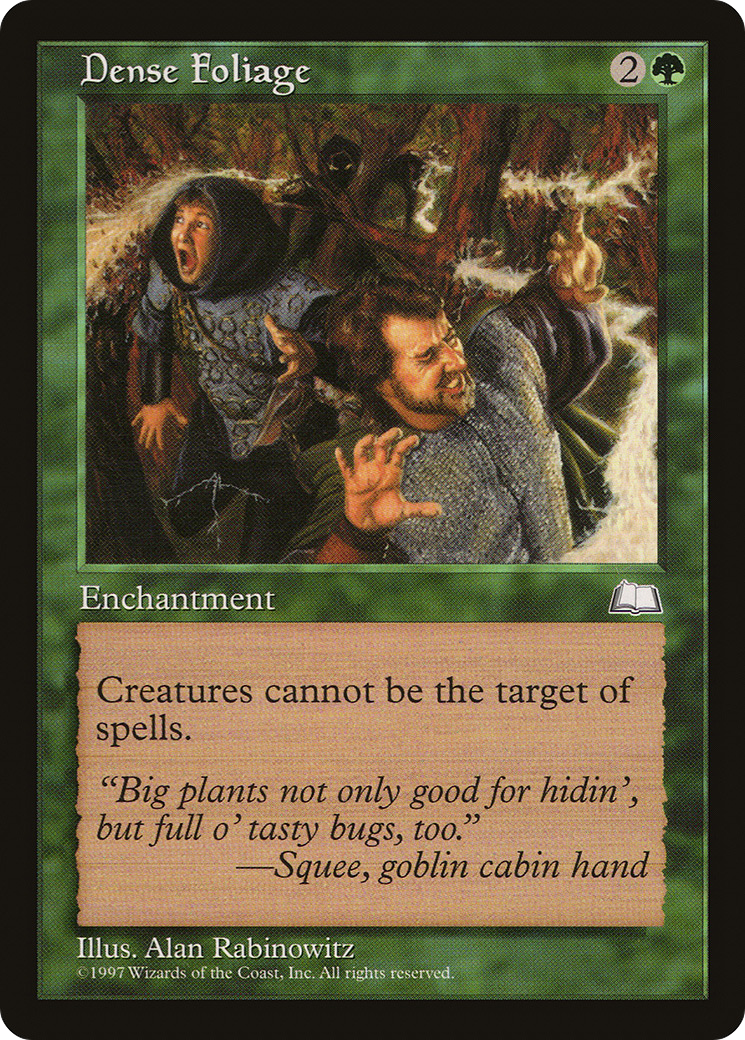 Dense Foliage
2
Enchantment
Creatures cannot be the target of
spells.
“Big plants not only good for hidin’,
but full o’ tasty bugs, too.”
—Squee, goblin cabin hand
Illus. Alan Rabinowitz
©1997 Wizards of the Coast, Inc. All rights reserved.